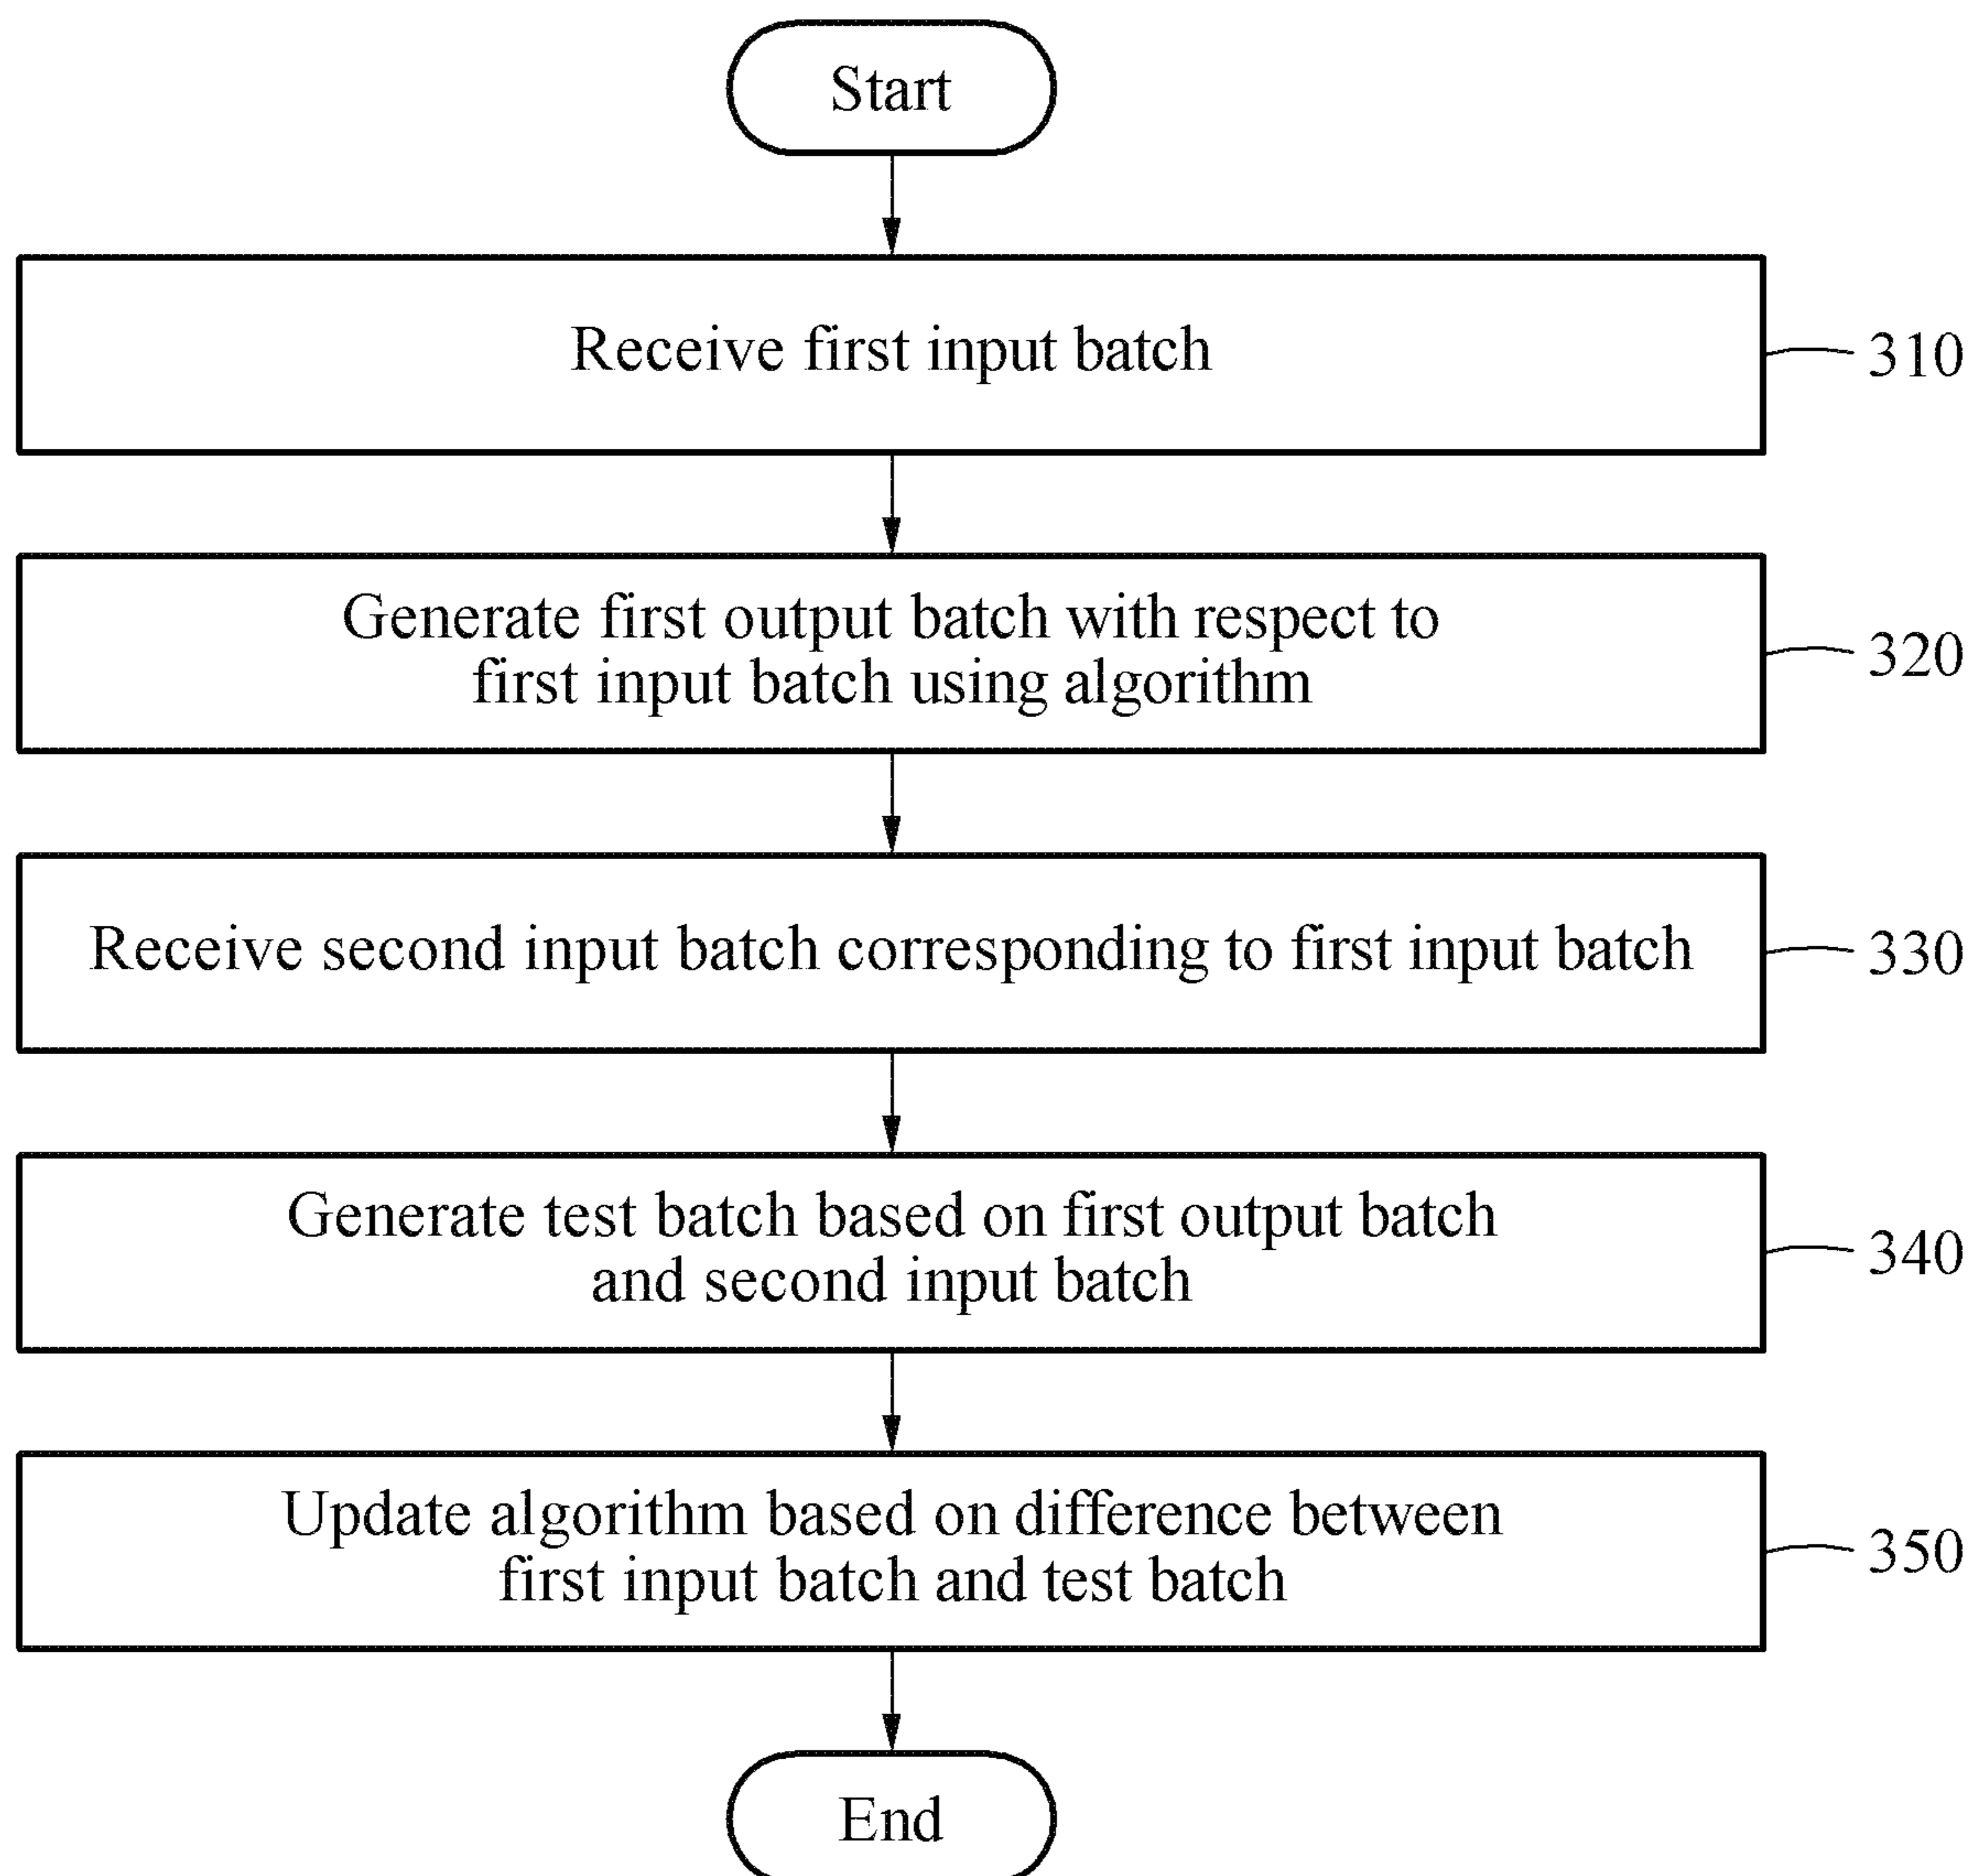 Start
Receive first input batch
310
Generate first output batch with respect to
first input batch using algorithm
320
Receive second input batch corresponding to first input batch
330
Generate test batch based on first output batch
and second input batch
340
Update algorithm based on difference between
first input batch and test batch
350
End